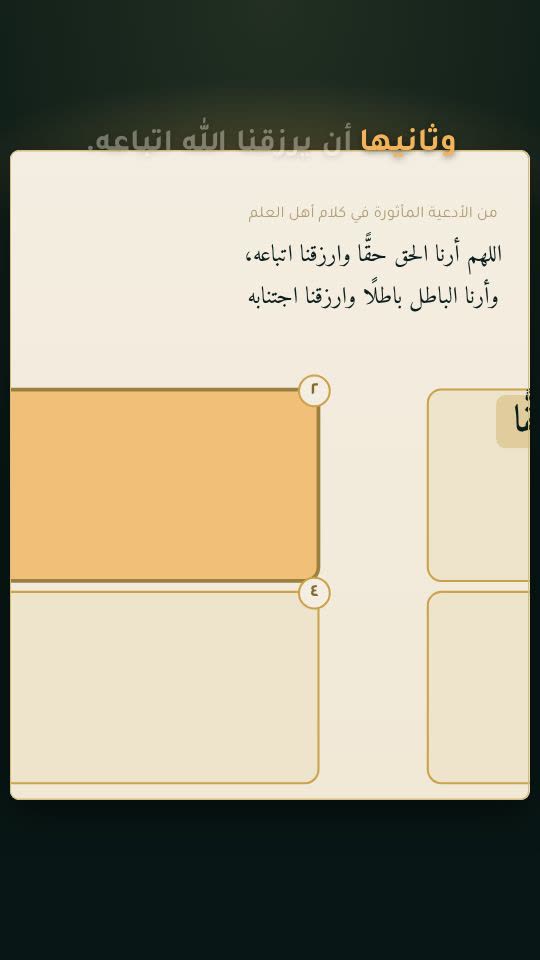 وثانيها أن يرزقنا الله اتباعه.
من الأدعية المأثورة في كلام أهل العلم
اللهم أرنا الحق حقًّا وارزقنا اتباعه،
وأرنا الباطل باطلًا وارزقنا اجتنابه
٢
٤